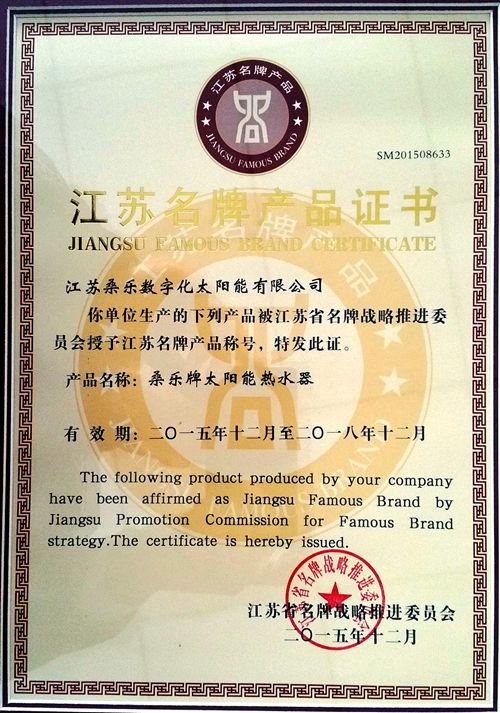 江苏名牌产品
JIANGSU FAMOUS BRAND
SM201508633
江苏名牌产品证书
JIANGSU FAMOUS BRAND CERTIFICATE
江苏桑乐数字化太阳能有限公司
你单位生产的下列产品被江苏省名牌战略推进委
员会授予江苏名牌产品称号，特发此证。
产品名称：桑乐牌太阳能热水器
有 效 期：二〇一五年十二月至二〇一八年十二月
The following product produced by your company
have been affirmed as Jiangsu Famous Brand by
Jiangsu Promotion Commission for Famous Brand
strategy.The certificate is hereby issued.
江苏省名牌战略推进委员会
江苏省名牌战略推进委员会
二〇一五年十二月